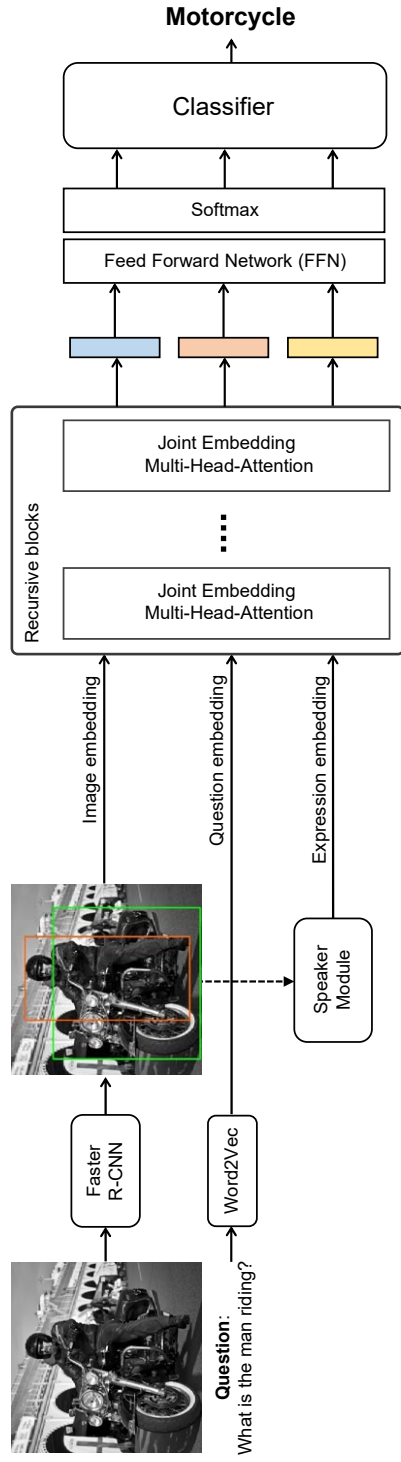 Motorcycle
Classifier
Softmax
Feed Forward Network (FFN)
Recursive blocks
Joint Embedding
Multi-Head-Attention
Joint Embedding
Multi-Head-Attention
Image embedding
Question embedding
Expression embedding
Speaker
Module
Faster
R-CNN
Word2Vec
Question:
What is the man riding?